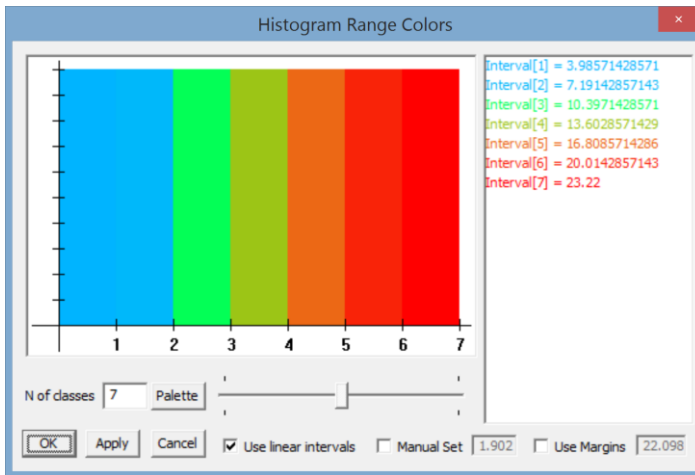 Histogram Range Colors
Interval[1] = 3.98571428571
Interval[2] = 7.19142857143
Interval[3] = 10.3971428571
Interval[4] = 13.6028571429
Interval[5] = 16.8085714286
Interval[6] = 20.0142857143
Interval[7] = 23.22
1 2 3 4 5 6 7
N of classes 7 Palette
OK Apply Cancel Use linear intervals Manual Set 1.902 Use Margins 22.098